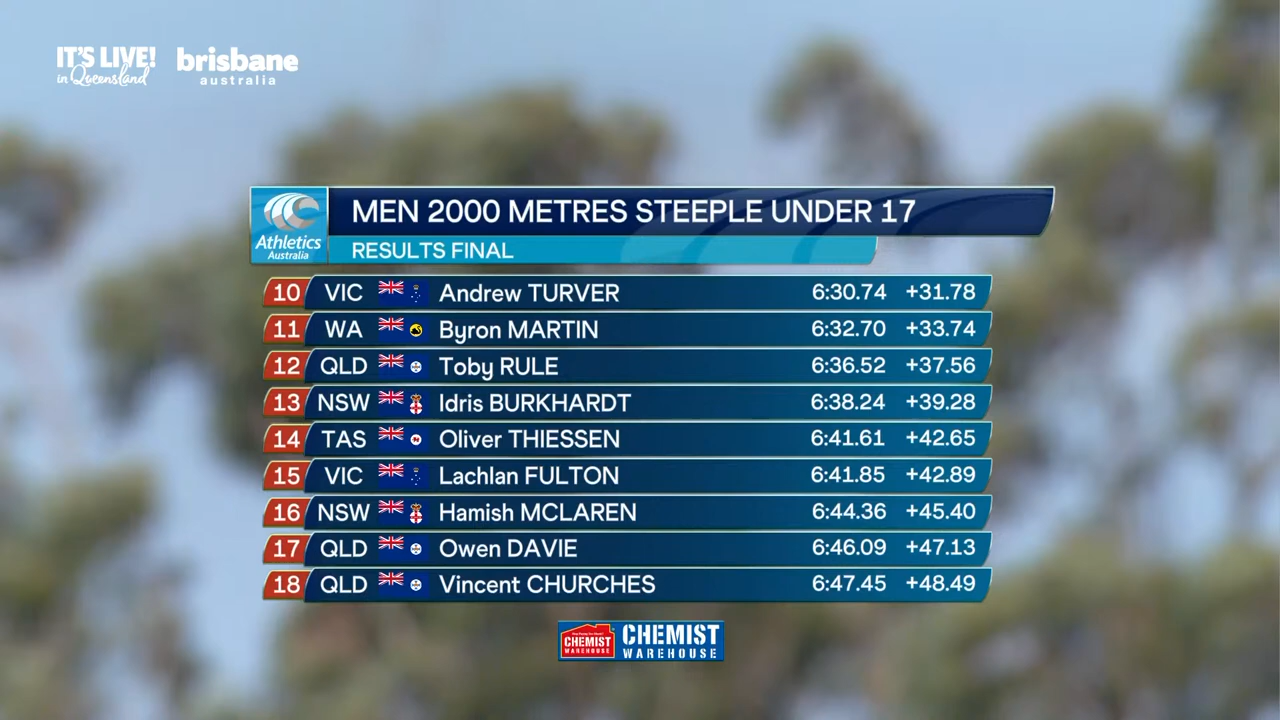 IT'S LIVE!
in Queensland
brisbane
australia
Athletics
Australia
MEN 2000 METRES STEEPLE UNDER 17
RESULTS FINAL
10 VIC Andrew TURVER 6:30.74 +31.78
11 WA Byron MARTIN 6:32.70 +33.74
12 QLD Toby RULE 6:36.52 +37.56
13 NSW Idris BURKHARDT 6:38.24 +39.28
14 TAS Oliver THIESSEN 6:41.61 +42.65
15 VIC Lachlan FULTON 6:41.85 +42.89
16 NSW Hamish MCLAREN 6:44.36 +45.40
17 QLD Owen DAVIE 6:46.09 +47.13
18 QLD Vincent CHURCHES 6:47.45 +48.49
CHEMIST
WAREHOUSE
CHEMIST
WAREHOUSE